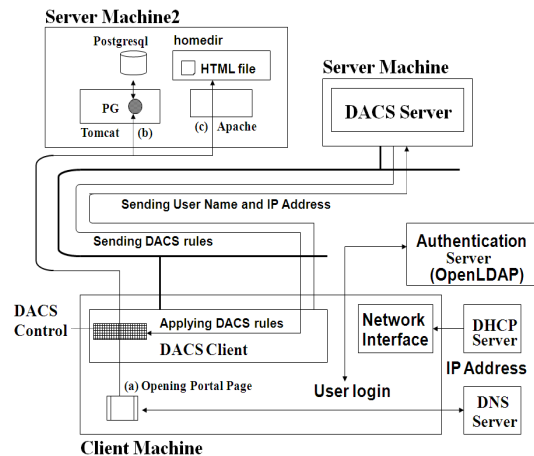 Server Machine2
Postgresql
homedir
HTML file
PG
Tomcat (b)
(c) Apache
Server Machine
DACS Server
Sending User Name and IP Address
Sending DACS rules
Authentication
Server
(OpenLDAP)
DACS
Control
Applying DACS rules
DACS Client
Network
Interface
DHCP
Server
IP Address
(a) Opening Portal Page
User login
DNS
Server
Client Machine